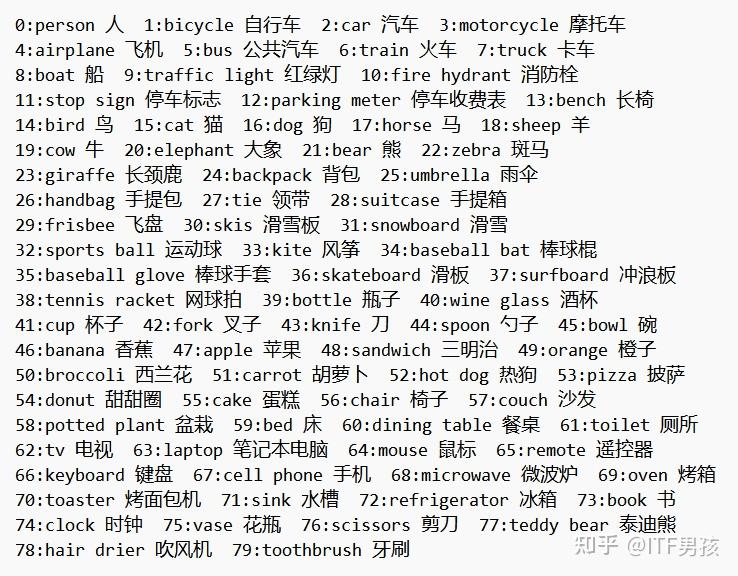 0:person 人  1:bicycle 自行车  2:car 汽车  3:motorcycle 摩托车
4:airplane 飞机  5:bus 公共汽车  6:train 火车  7:truck 卡车
8:boat 船  9:traffic light 红绿灯  10:fire hydrant 消防栓
11:stop sign 停车标志  12:parking meter 停车收费表  13:bench 长椅
14:bird 鸟  15:cat 猫  16:dog 狗  17:horse 马  18:sheep 羊
19:cow 牛  20:elephant 大象  21:bear 熊  22:zebra 斑马
23:giraffe 长颈鹿  24:backpack 背包  25:umbrella 雨伞
26:handbag 手提包  27:tie 领带  28:suitcase 手提箱
29:frisbee 飞盘  30:skis 滑雪板  31:snowboard 滑雪
32:sports ball 运动球  33:kite 风筝  34:baseball bat 棒球棍
35:baseball glove 棒球手套  36:skateboard 滑板  37:surfboard 冲浪板
38:tennis racket 网球拍  39:bottle 瓶子  40:wine glass 酒杯
41:cup 杯子  42:fork 叉子  43:knife 刀  44:spoon 勺子  45:bowl 碗
46:banana 香蕉  47:apple 苹果  48:sandwich 三明治  49:orange 橙子
50:broccoli 西兰花  51:carrot 胡萝卜  52:hot dog 热狗  53:pizza 披萨
54:donut 甜甜圈  55:cake 蛋糕  56:chair 椅子  57:couch 沙发
58:potted plant 盆栽  59:bed 床  60:dining table 餐桌  61:toilet 厕所
62:tv 电视  63:laptop 笔记本电脑  64:mouse 鼠标  65:remote 遥控器
66:keyboard 键盘  67:cell phone 手机  68:microwave 微波炉  69:oven 烤箱
70:toaster 烤面包机  71:sink 水槽  72:refrigerator 冰箱  73:book 书
74:clock 时钟  75:vase 花瓶  76:scissors 剪刀  77:teddy bear 泰迪熊
78:hair drier 吹风机  79:toothbrush 牙刷
知乎 @ITF男孩